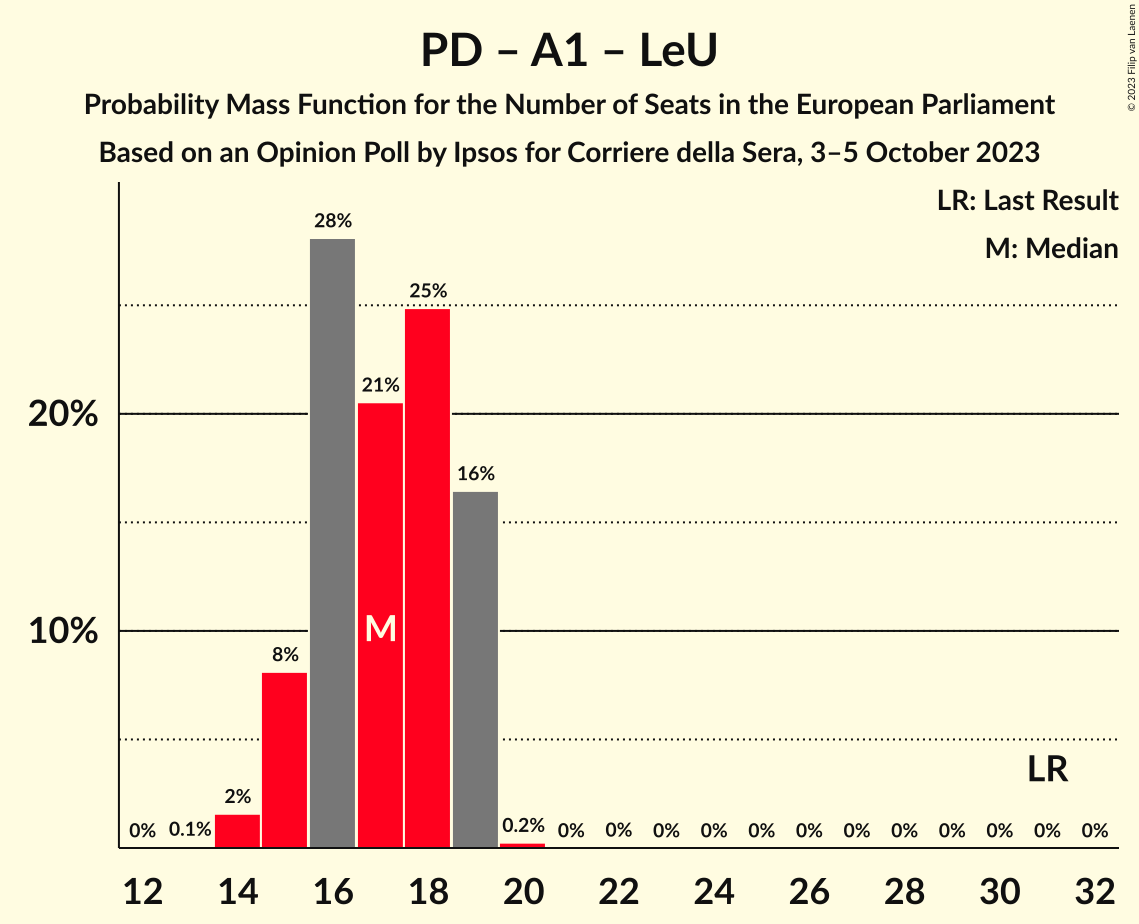 PD – A1 – LeU
Probability Mass Function for the Number of Seats in the European Parliament
Based on an Opinion Poll by Ipsos for Corriere della Sera, 3–5 October 2023
© 2023 Filip van Laenen
LR: Last Result
M: Median
28%
25%
21%
20%
16%
M
10%
8%
LR
2%
0% 0.1% 0.2% 0% 0% 0% 0% 0% 0% 0% 0% 0% 0% 0% 0%
12 14 16 18 20 22 24 26 28 30 32